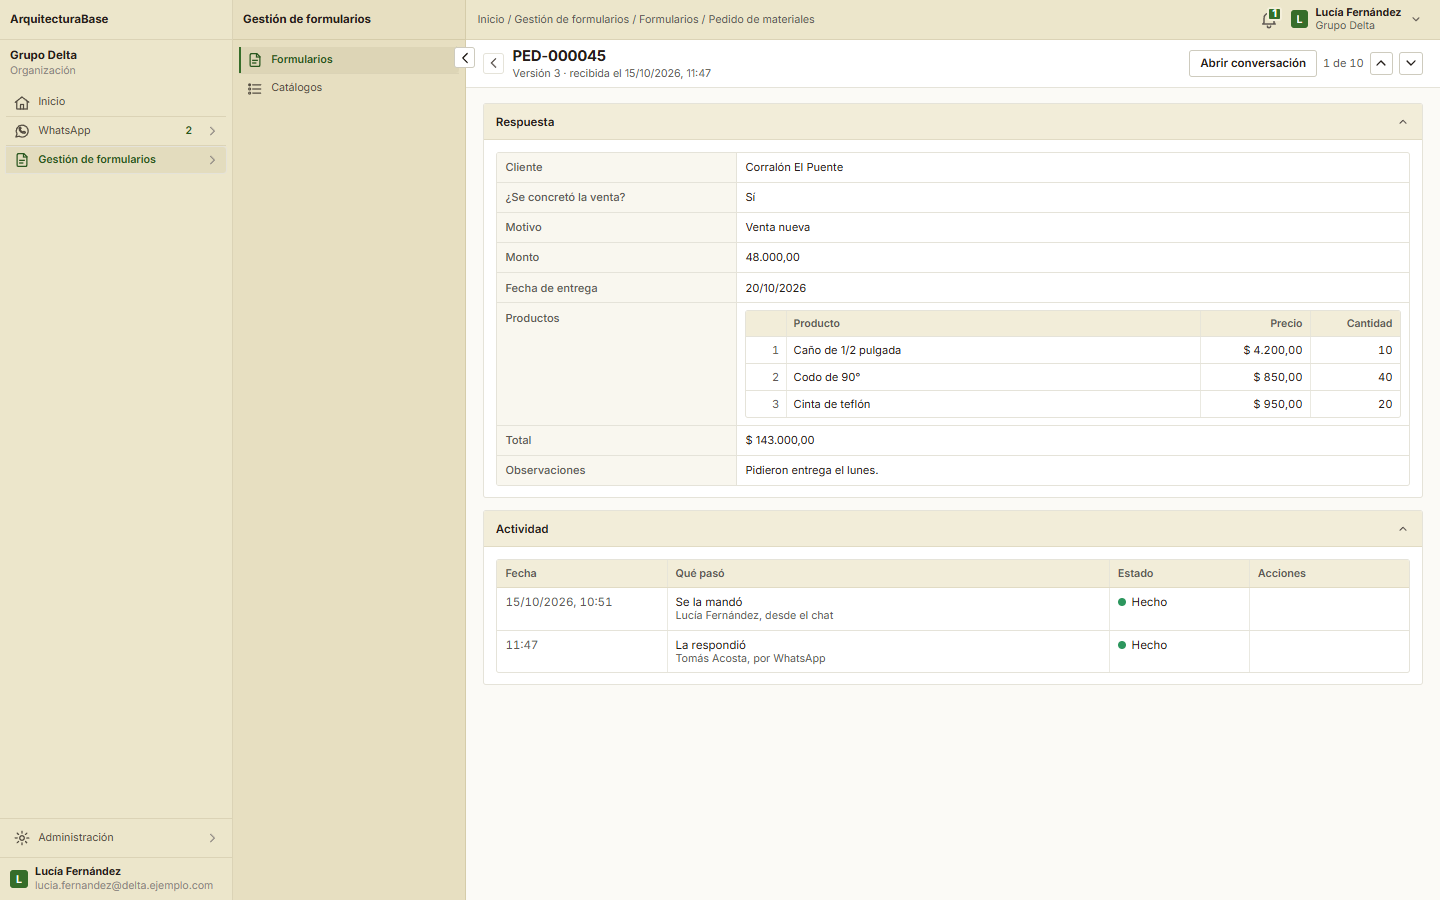 ArquitecturaBase
Grupo Delta
Organización
Inicio
WhatsApp 2
Gestión de formularios
Administración
L Lucía Fernández
lucia.fernandez@delta.ejemplo.com
Gestión de formularios
Formularios
Catálogos
Inicio / Gestión de formularios / Formularios / Pedido de materiales
1
L Lucía Fernández
Grupo Delta
PED-000045
Versión 3 · recibida el 15/10/2026, 11:47
Abrir conversación 1 de 10
Respuesta
Cliente Corralón El Puente
¿Se concretó la venta? Sí
Motivo Venta nueva
Monto 48.000,00
Fecha de entrega 20/10/2026
Productos
Producto Precio Cantidad
1 Caño de 1/2 pulgada $ 4.200,00 10
2 Codo de 90° $ 850,00 40
3 Cinta de teflón $ 950,00 20
Total $ 143.000,00
Observaciones Pidieron entrega el lunes.
Actividad
Fecha Qué pasó Estado Acciones
15/10/2026, 10:51 Se la mandó Hecho
Lucía Fernández, desde el chat
11:47 La respondió Hecho
Tomás Acosta, por WhatsApp